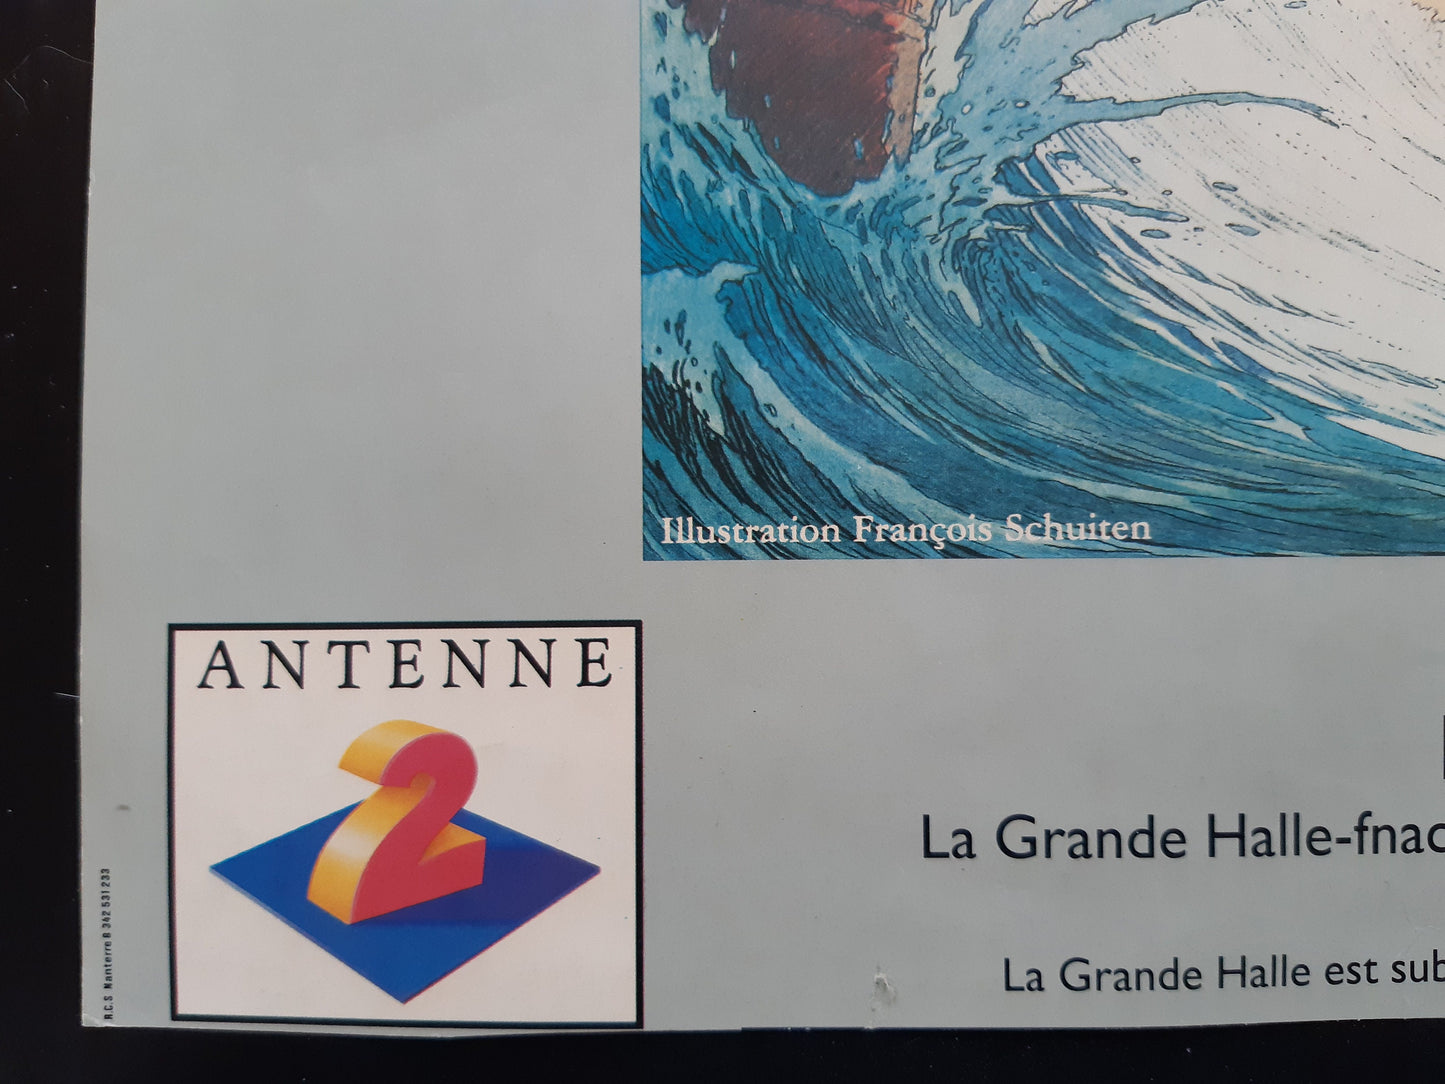 Illustration François Schuiten
ANTENNE
2
La Grande Halle-fnac
La Grande Halle est sub
R.C.S Nanterre B 342 531 233